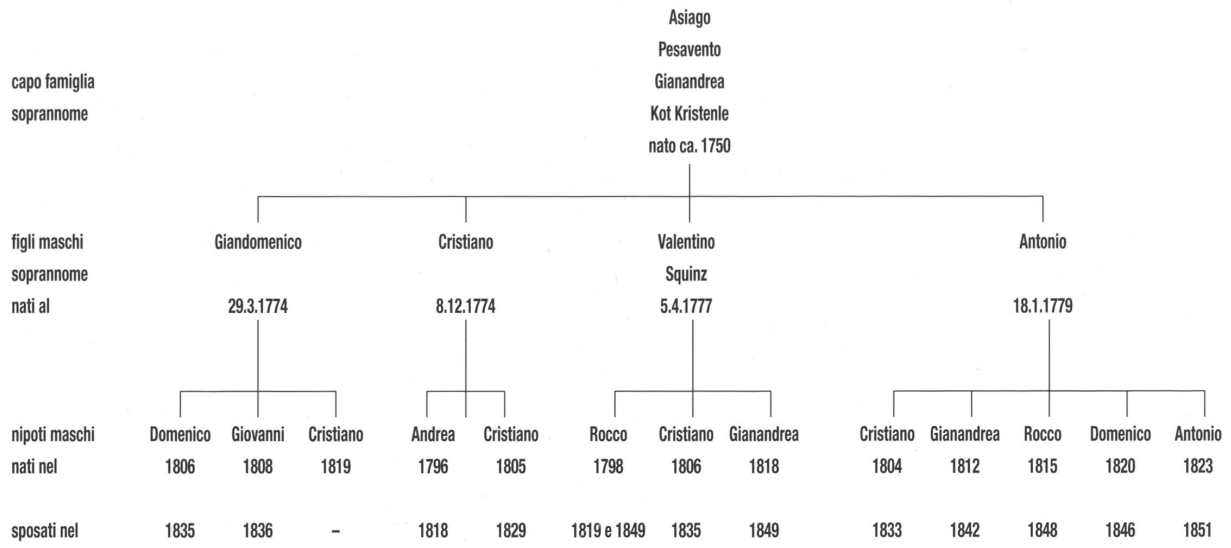 Asiago
Pesavento
capo famiglia Gianandrea
soprannome Kot Kristenle
nato ca. 1750
figli maschi Giandomenico Cristiano Valentino Antonio
soprannome Squinz
nati al 29.3.1774 8.12.1774 5.4.1777 18.1.1779
nipoti maschi Domenico Giovanni Cristiano Andrea Cristiano Rocco Cristiano Gianandrea Cristiano Gianandrea Rocco Domenico Antonio
nati nel 1806 1808 1819 1796 1805 1798 1806 1818 1804 1812 1815 1820 1823
sposati nel 1835 1836 – 1818 1829 1819 e 1849 1835 1849 1833 1842 1848 1846 1851